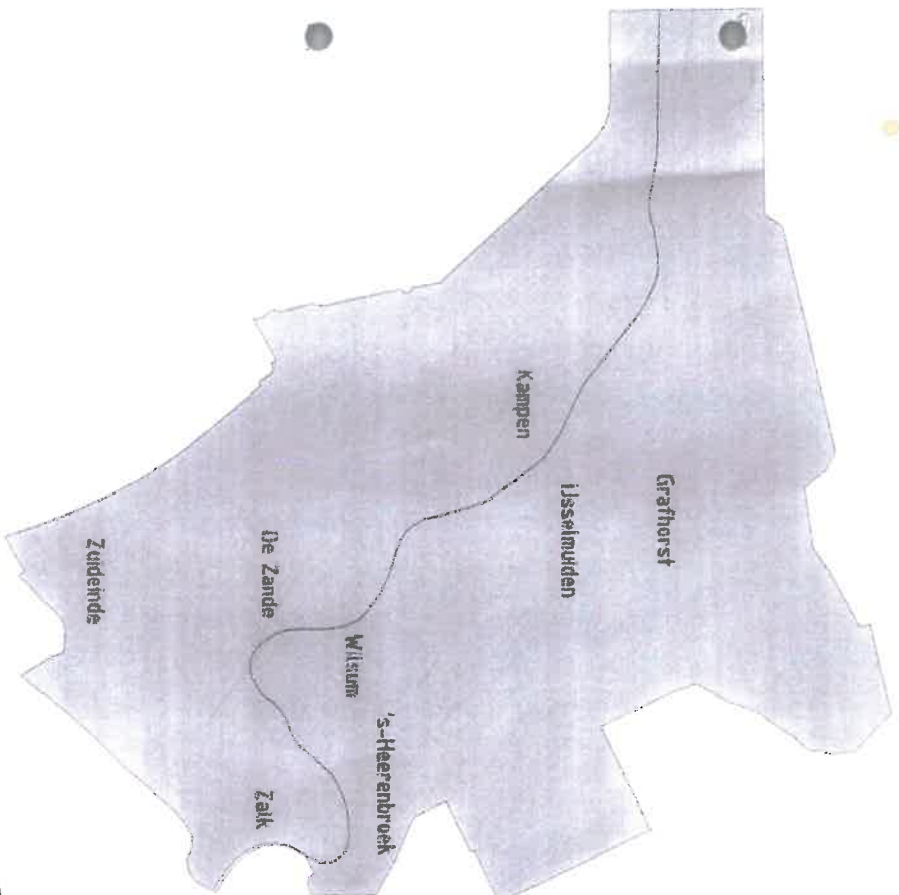 Grafhorst
IJsselmuiden
Kampen
's-Heerenbroek
Wilsum
De Zande
Zalk
Zuideinde